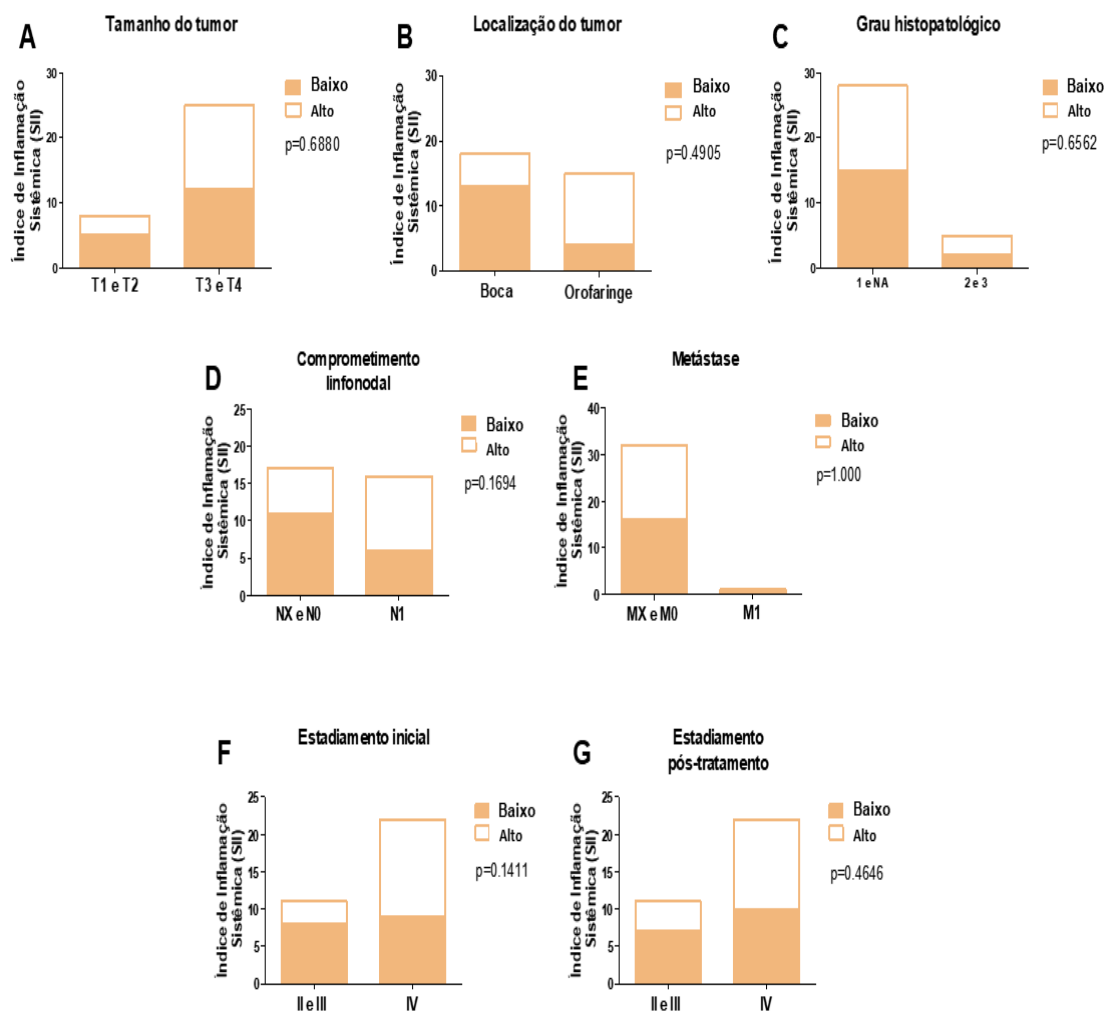 A
Tamanho do tumor
Índice de Inflamação
Sistêmica (SII)
30
20
10
0
T1 e T2
T3 e T4
Baixo
Alto
p=0.6880
B
Localização do tumor
Índice de Inflamação
Sistêmica (SII)
30
20
10
0
Boca
Orofaringe
Baixo
Alto
p=0.4905
C
Grau histopatológico
Índice de Inflamação
Sistêmica (SII)
30
20
10
0
1 e NA
2 e 3
Baixo
Alto
p=0.6562
D
Comprometimento
linfonodal
Índice de Inflamação
Sistêmica (SII)
25
20
15
10
5
0
NX e N0
N1
Baixo
Alto
p=0.1694
E
Metástase
Índice de Inflamação
Sistêmica (SII)
40
30
20
10
0
MX e M0
M1
Baixo
Alto
p=1.000
F
Estadiamento inicial
Índice de Inflamação
Sistêmica (SII)
25
20
15
10
5
0
II e III
IV
Baixo
Alto
p=0.1411
G
Estadiamento
pós-tratamento
Índice de Inflamação
Sistêmica (SII)
25
20
15
10
5
0
II e III
IV
Baixo
Alto
p=0.4646